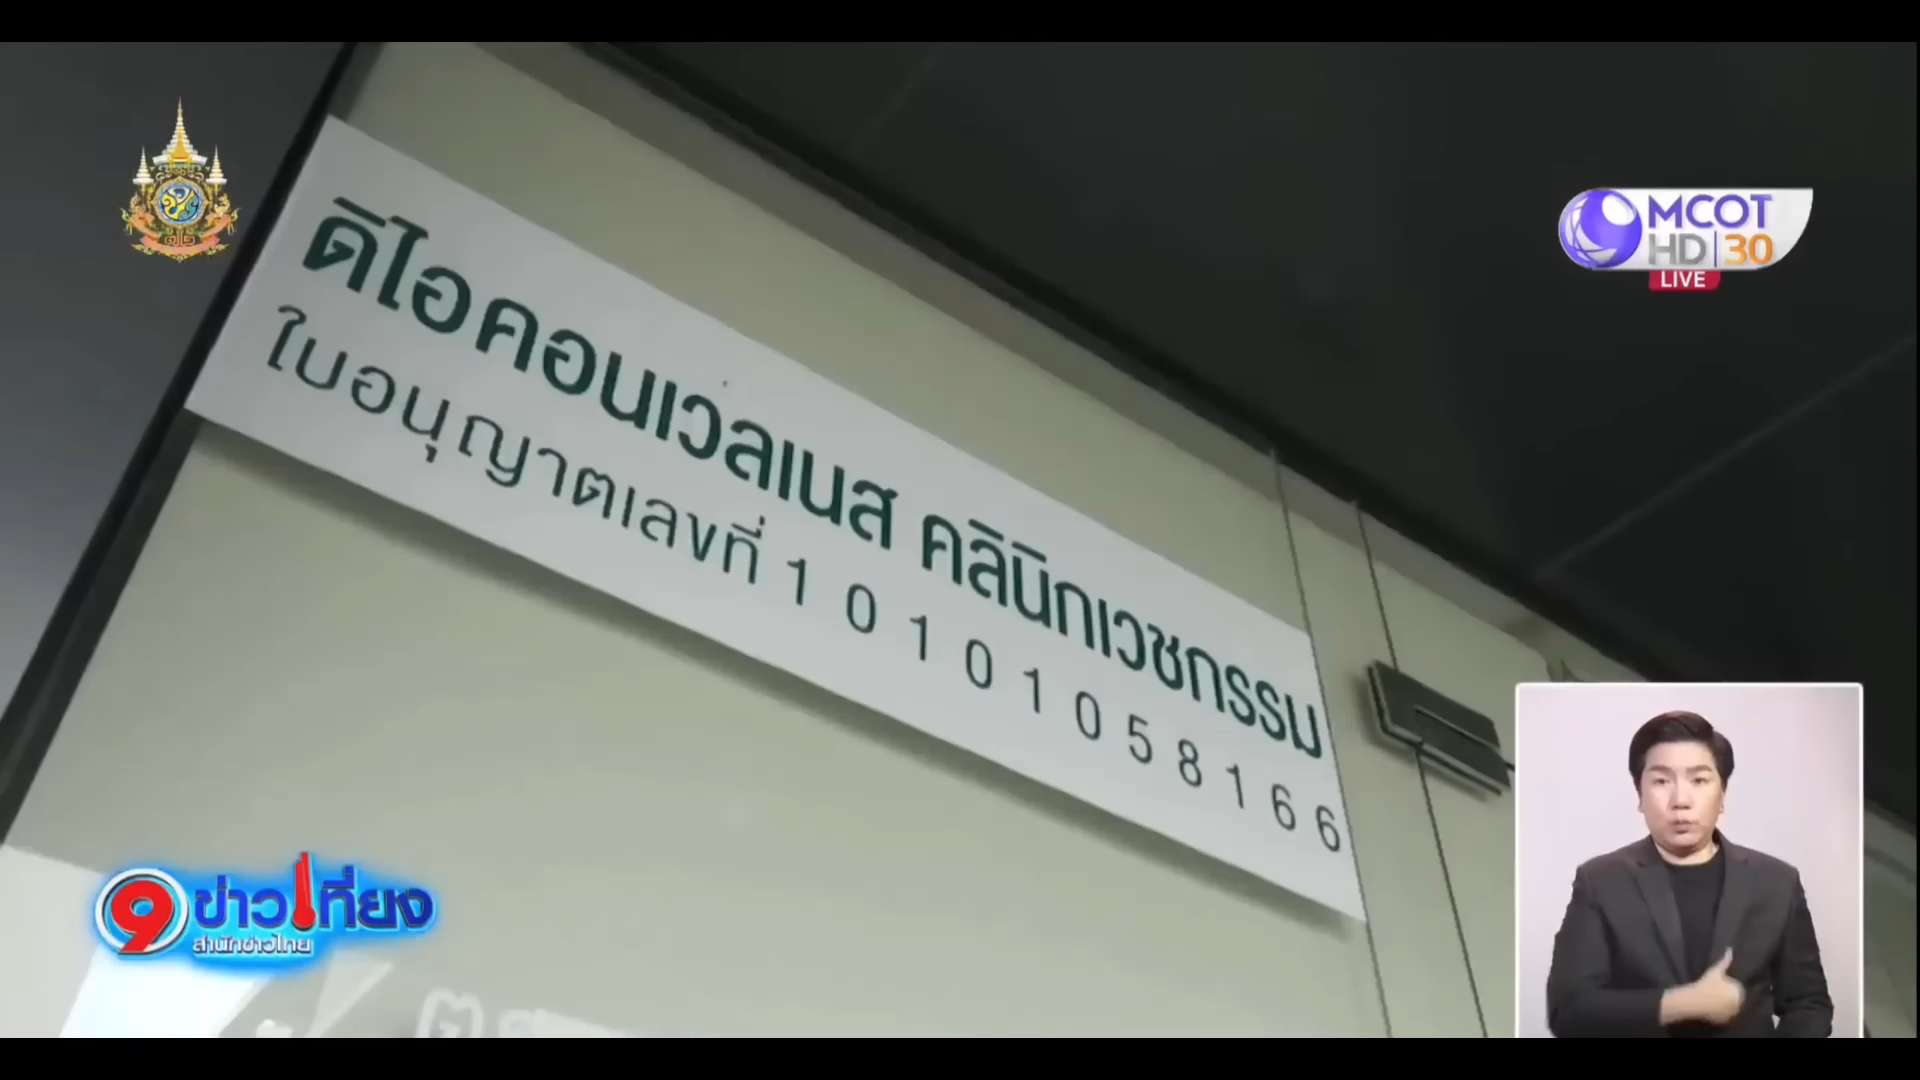 MCOT
HD 30
LIVE
ดิไอคอนเวลเนส คลินิกเวชกรรม
ใบอนุญาตเลขที่ 10101058166
9 ข่าวเที่ยง
สำนักข่าวไทย